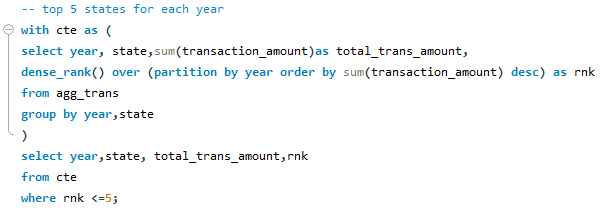 -- top 5 states for each year
with cte as (
select year, state,sum(transaction_amount)as total_trans_amount,
dense_rank() over (partition by year order by sum(transaction_amount) desc) as rnk
from agg_trans
group by year,state
)
select year,state, total_trans_amount,rnk
from cte
where rnk <=5;